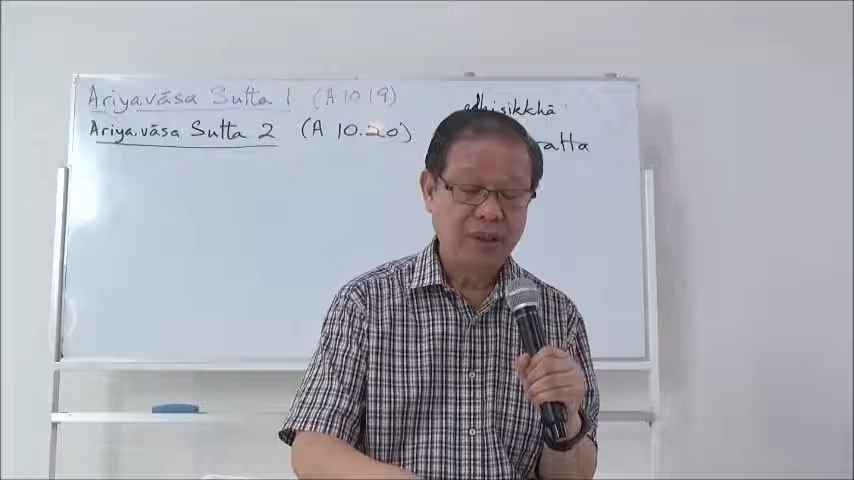 Ariya.vāsa Sutta 1 (A 10.19)
Ariya.vāsa Sutta 2 (A 10.20)
adhisikkhā